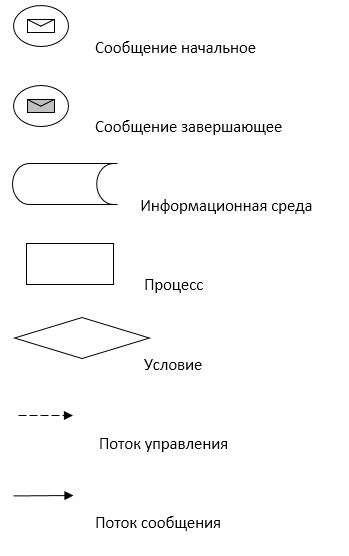 Сообщение начальное
Сообщение завершающее
Информационная среда
Процесс
Условие
Поток управления
Поток сообщения